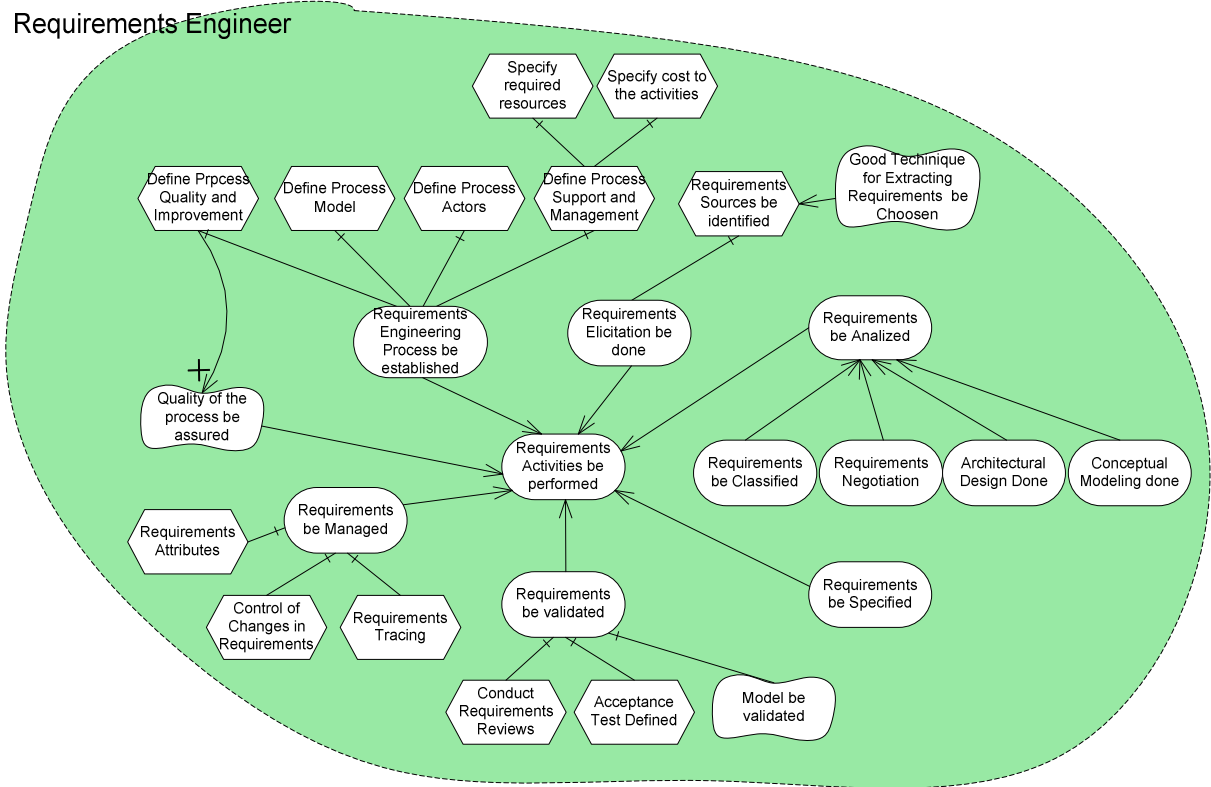 Requirements Engineer
Specify
required
resources
Specify cost to
the activities
Define Prpcess
Quality and
Improvement
Define Process
Model
Define Process
Actors
Define Process
Support and
Management
Requirements
Sources be
identified
Good Techinique
for Extracting
Requirements be
Choosen
Requirements
Engineering
Process be
established
Requirements
Elicitation be
done
Requirements
be Analized
Quality of the
process be
assured
Requirements
Activities be
performed
Requirements
be Classified
Requirements
Negotiation
Architectural
Design Done
Conceptual
Modeling done
Requirements
be Managed
Requirements
Attributes
Control of
Changes in
Requirements
Requirements
Tracing
Requirements
be validated
Requirements
be Specified
Conduct
Requirements
Reviews
Acceptance
Test Defined
Model be
validated